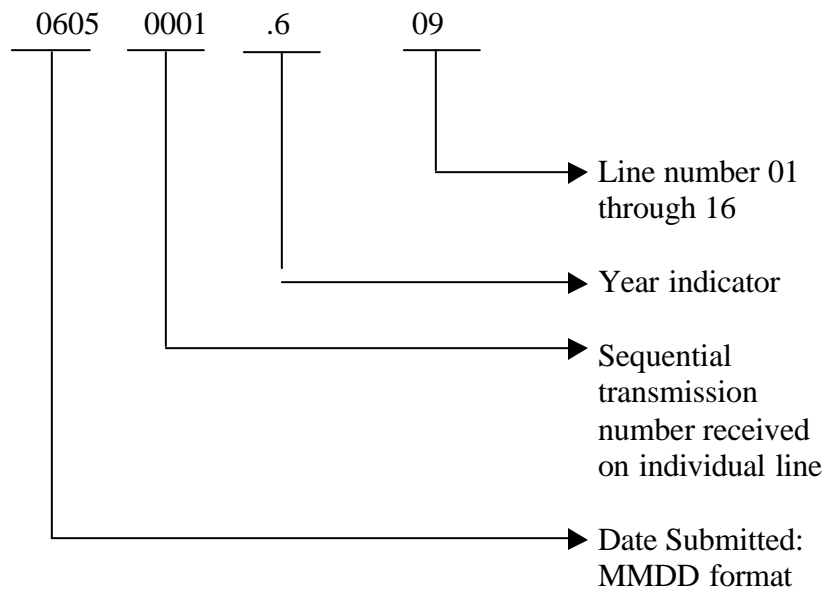 0605 0001 .6 09
Line number 01
through 16
Year indicator
Sequential
transmission
number received
on individual line
Date Submitted:
MMDD format